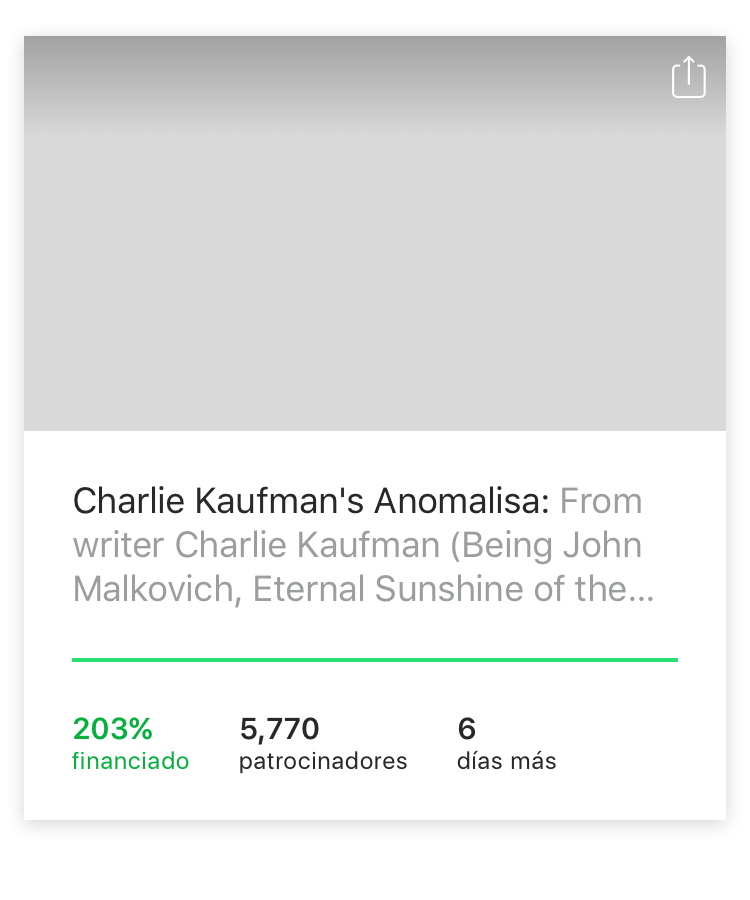 Charlie Kaufman's Anomalisa: From
writer Charlie Kaufman (Being John
Malkovich, Eternal Sunshine of the...
203% 5,770 6
financiado patrocinadores días más